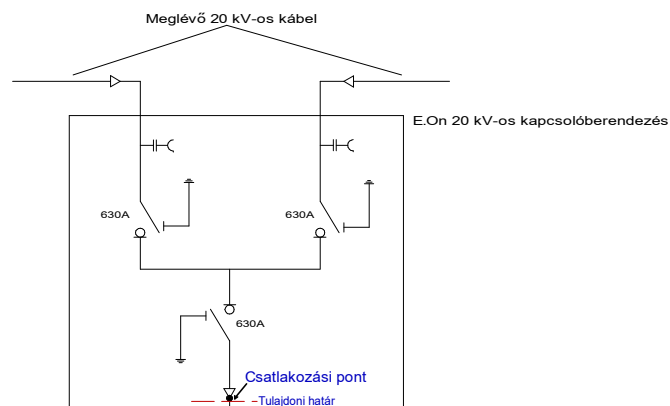 Meglévő 20 kV-os kábel
E.On 20 kV-os kapcsolóberendezés
630A
630A
630A
Csatlakozási pont
Tulajdoni határ